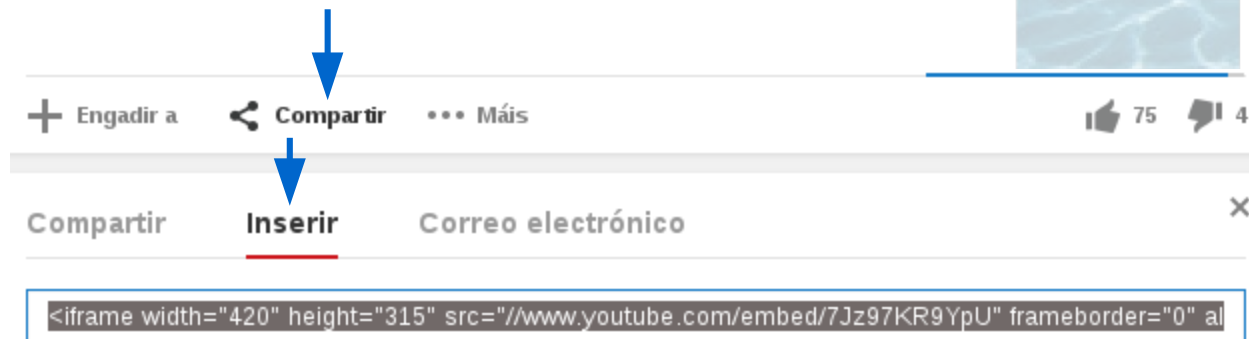 Engadir a Compartir ••• Máis 75 4
Compartir Inserir Correo electrónico ×
<iframe width="420" height="315" src="//www.youtube.com/embed/7Jz97KR9YpU" frameborder="0" al